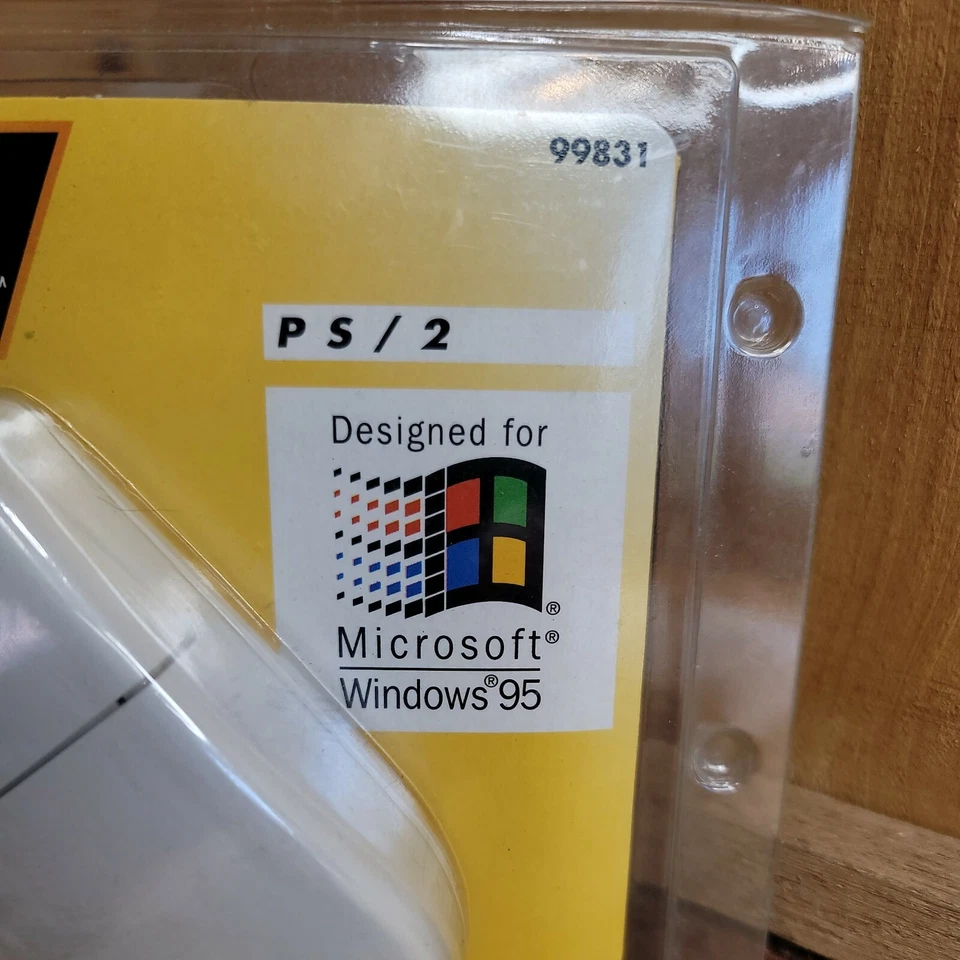 99831
PS/2
Designed for
®
Microsoft®
Windows®95